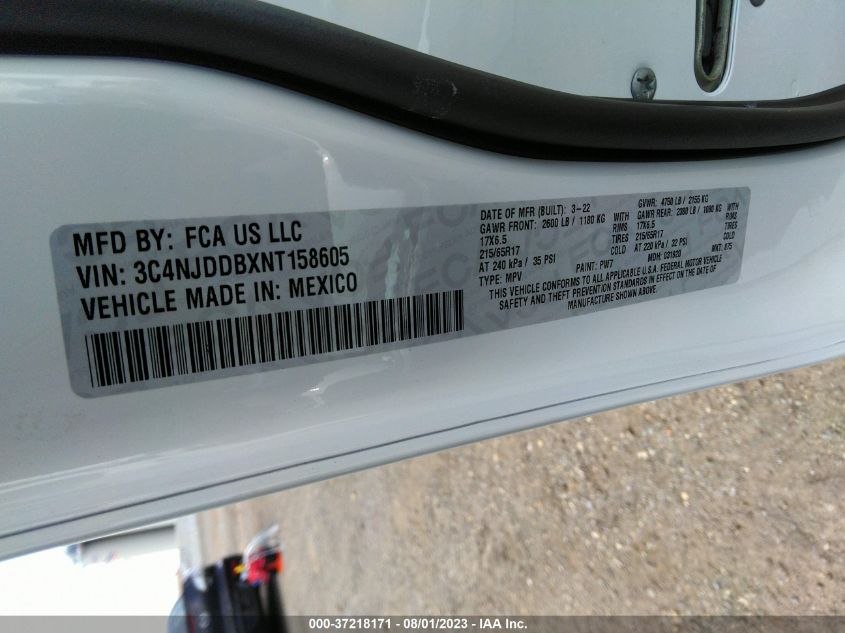 MFD BY: FCA US LLC
VIN: 3C4NJDDBXNT158605
VEHICLE MADE IN: MEXICO
DATE OF MFR (BUILT): 3-22 GVWR: 4750 LB / 2155 KG
GAWR FRONT: 2600 LB / 1180 KG WITH GAWR REAR: LB / KG WITH
17X6.5 RIMS 17X6.5 RIMS
215/65R17 TIRES 215/65R17 TIRES
AT 240 kPa / 35 PSI COLD AT 220 kPa / 32 PSI COLD
TYPE: MPV PAINT: PW7 MDH: MKT:
THIS VEHICLE CONFORMS TO ALL APPLICABLE U.S.A. FEDERAL MOTOR VEHICLE
SAFETY AND THEFT PREVENTION STANDARDS IN EFFECT ON THE DATE OF
MANUFACTURE SHOWN ABOVE.
000-37218171 - 08/01/2023 - IAA Inc.